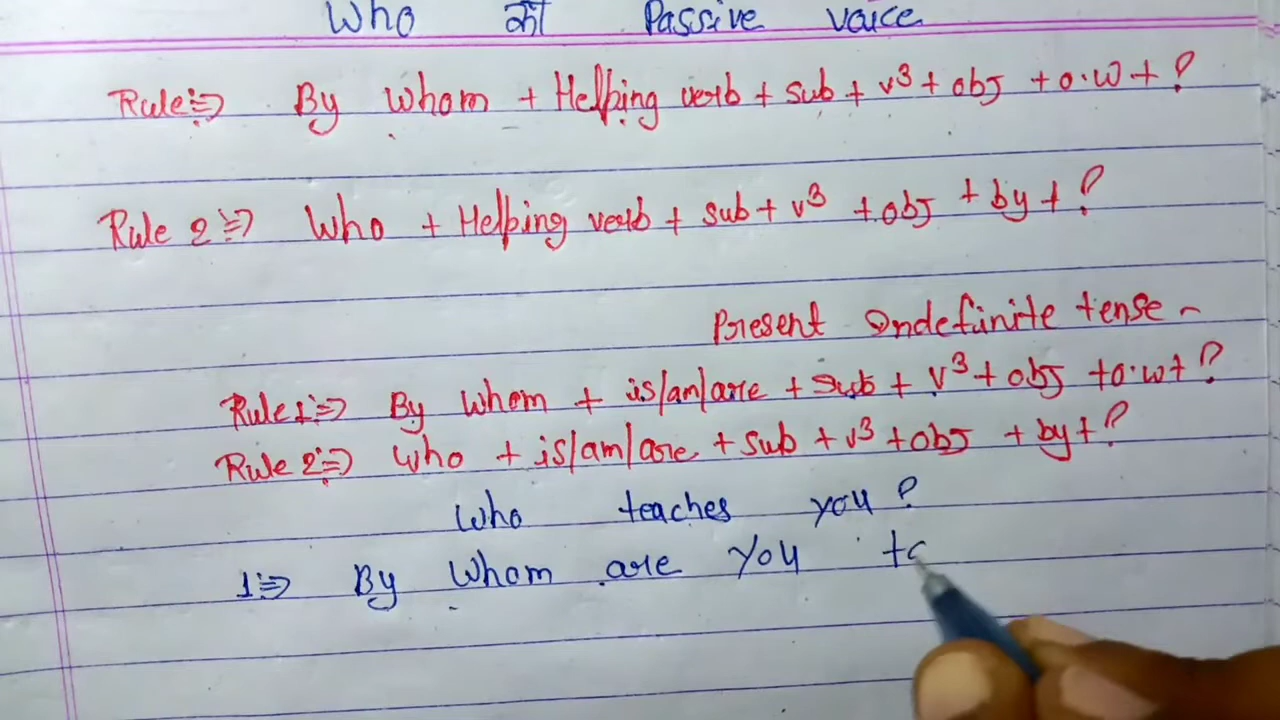 Who का Passive voice
Rule:⇒ By Whom + Helping verb + sub + v³ + obj + o.w + ?
Rule 2:⇒ Who + Helping verb + sub + v³ + obj + by + ?
Present Indefinite tense -
Rule 1:⇒ By Whom + is/am/are + sub + v³ + obj + o.w + ?
Rule 2:⇒ Who + is/am/are + sub + v³ + obj + by + ?
Who teaches you?
1:⇒ By Whom are you ta